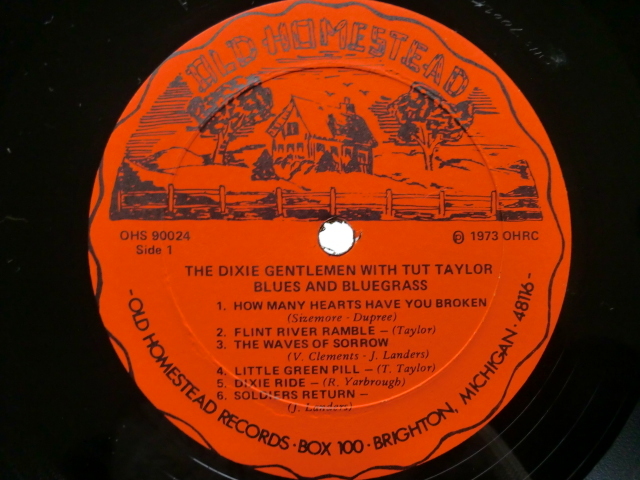 OLD HOMESTEAD
OHS 90024
Side 1
℗ 1973 OHRC
THE DIXIE GENTLEMEN WITH TUT TAYLOR
BLUES AND BLUEGRASS
1. HOW MANY HEARTS HAVE YOU BROKEN
(Sizemore - Dupree)
2. FLINT RIVER RAMBLE — (Taylor)
3. THE WAVES OF SORROW
(V. Clements - J. Landers)
4. LITTLE GREEN PILL — (T. Taylor)
5. DIXIE RIDE — (R. Yarbrough)
6. SOLDIERS RETURN —
(J. Landers)
- OLD HOMESTEAD RECORDS · BOX 100 · BRIGHTON, MICHIGAN · 48116 -